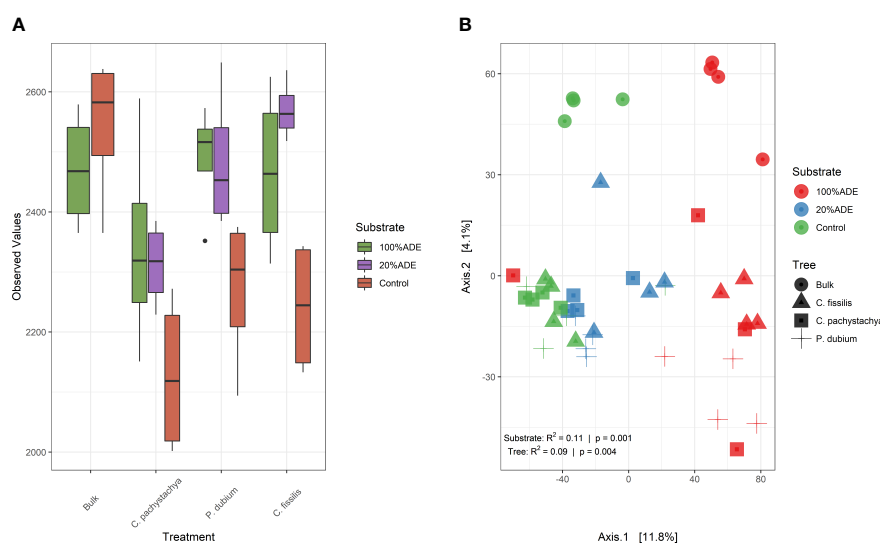 A
Observed Values
2600
2400
2200
2000
Bulk
C. pachystachya
P. dubium
C. fissilis
Treatment
Substrate
100%ADE
20%ADE
Control
B
Axis.2 [4.1%]
60
30
0
-30
Substrate: R² = 0.11 | p = 0.001
Tree: R² = 0.09 | p = 0.004
-40
0
40
80
Axis.1 [11.8%]
Substrate
100%ADE
20%ADE
Control
Tree
Bulk
C. fissilis
C. pachystachya
P. dubium